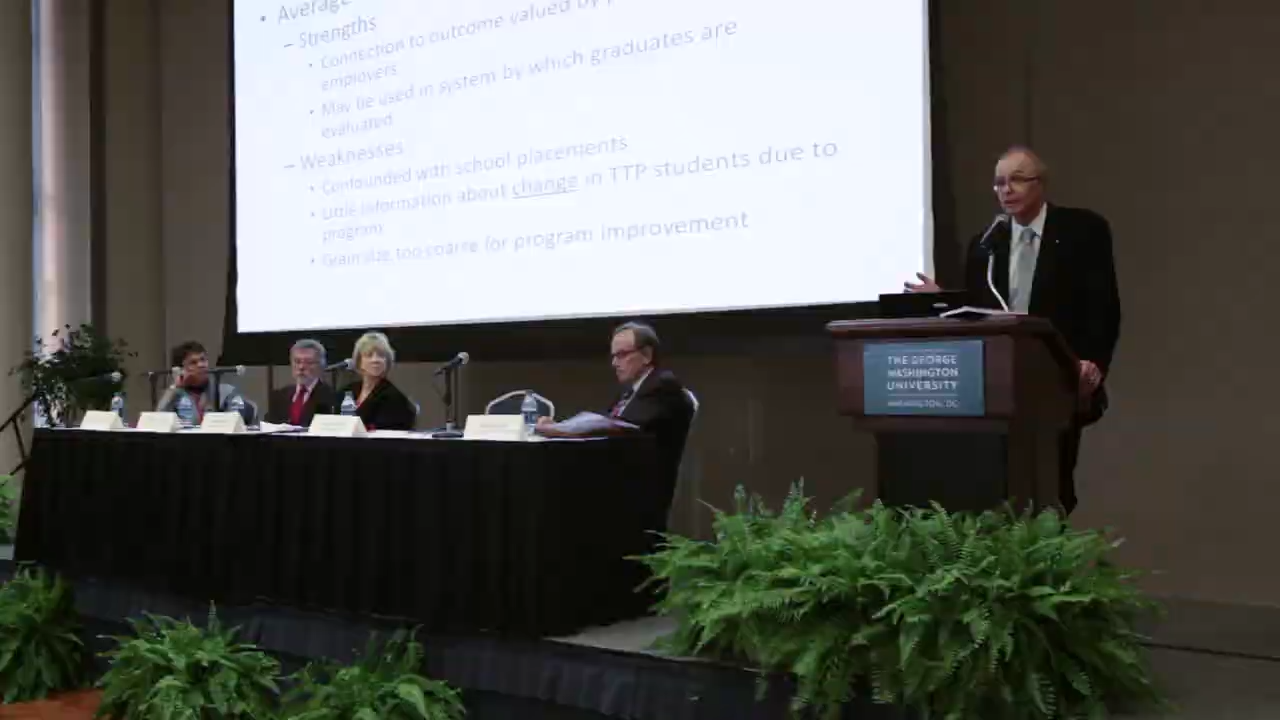 • Average
– Strengths
• Connection to outcome valued by
employers
• May be used in system by which graduates are
evaluated
– Weaknesses
• Confounded with school placements
• Little information about change in TTP students due to
program
• Grain size too coarse for program improvement
THE GEORGE
WASHINGTON
UNIVERSITY
WASHINGTON, DC